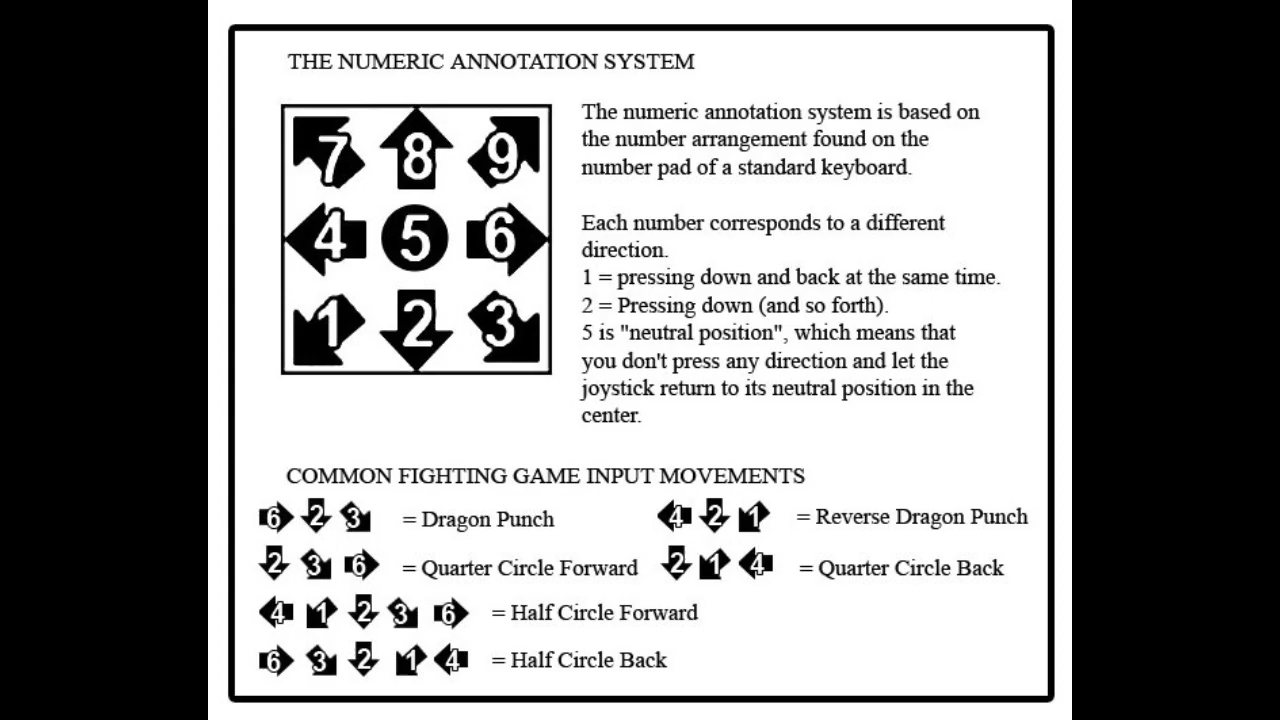 THE NUMERIC ANNOTATION SYSTEM
7 8 9
4 5 6
1 2 3
The numeric annotation system is based on
the number arrangement found on the
number pad of a standard keyboard.
Each number corresponds to a different
direction.
1 = pressing down and back at the same time.
2 = Pressing down (and so forth).
5 is "neutral position", which means that
you don't press any direction and let the
joystick return to its neutral position in the
center.
COMMON FIGHTING GAME INPUT MOVEMENTS
6 2 3 = Dragon Punch
4 2 1 = Reverse Dragon Punch
2 3 6 = Quarter Circle Forward
2 1 4 = Quarter Circle Back
4 1 2 3 6 = Half Circle Forward
6 3 2 1 4 = Half Circle Back